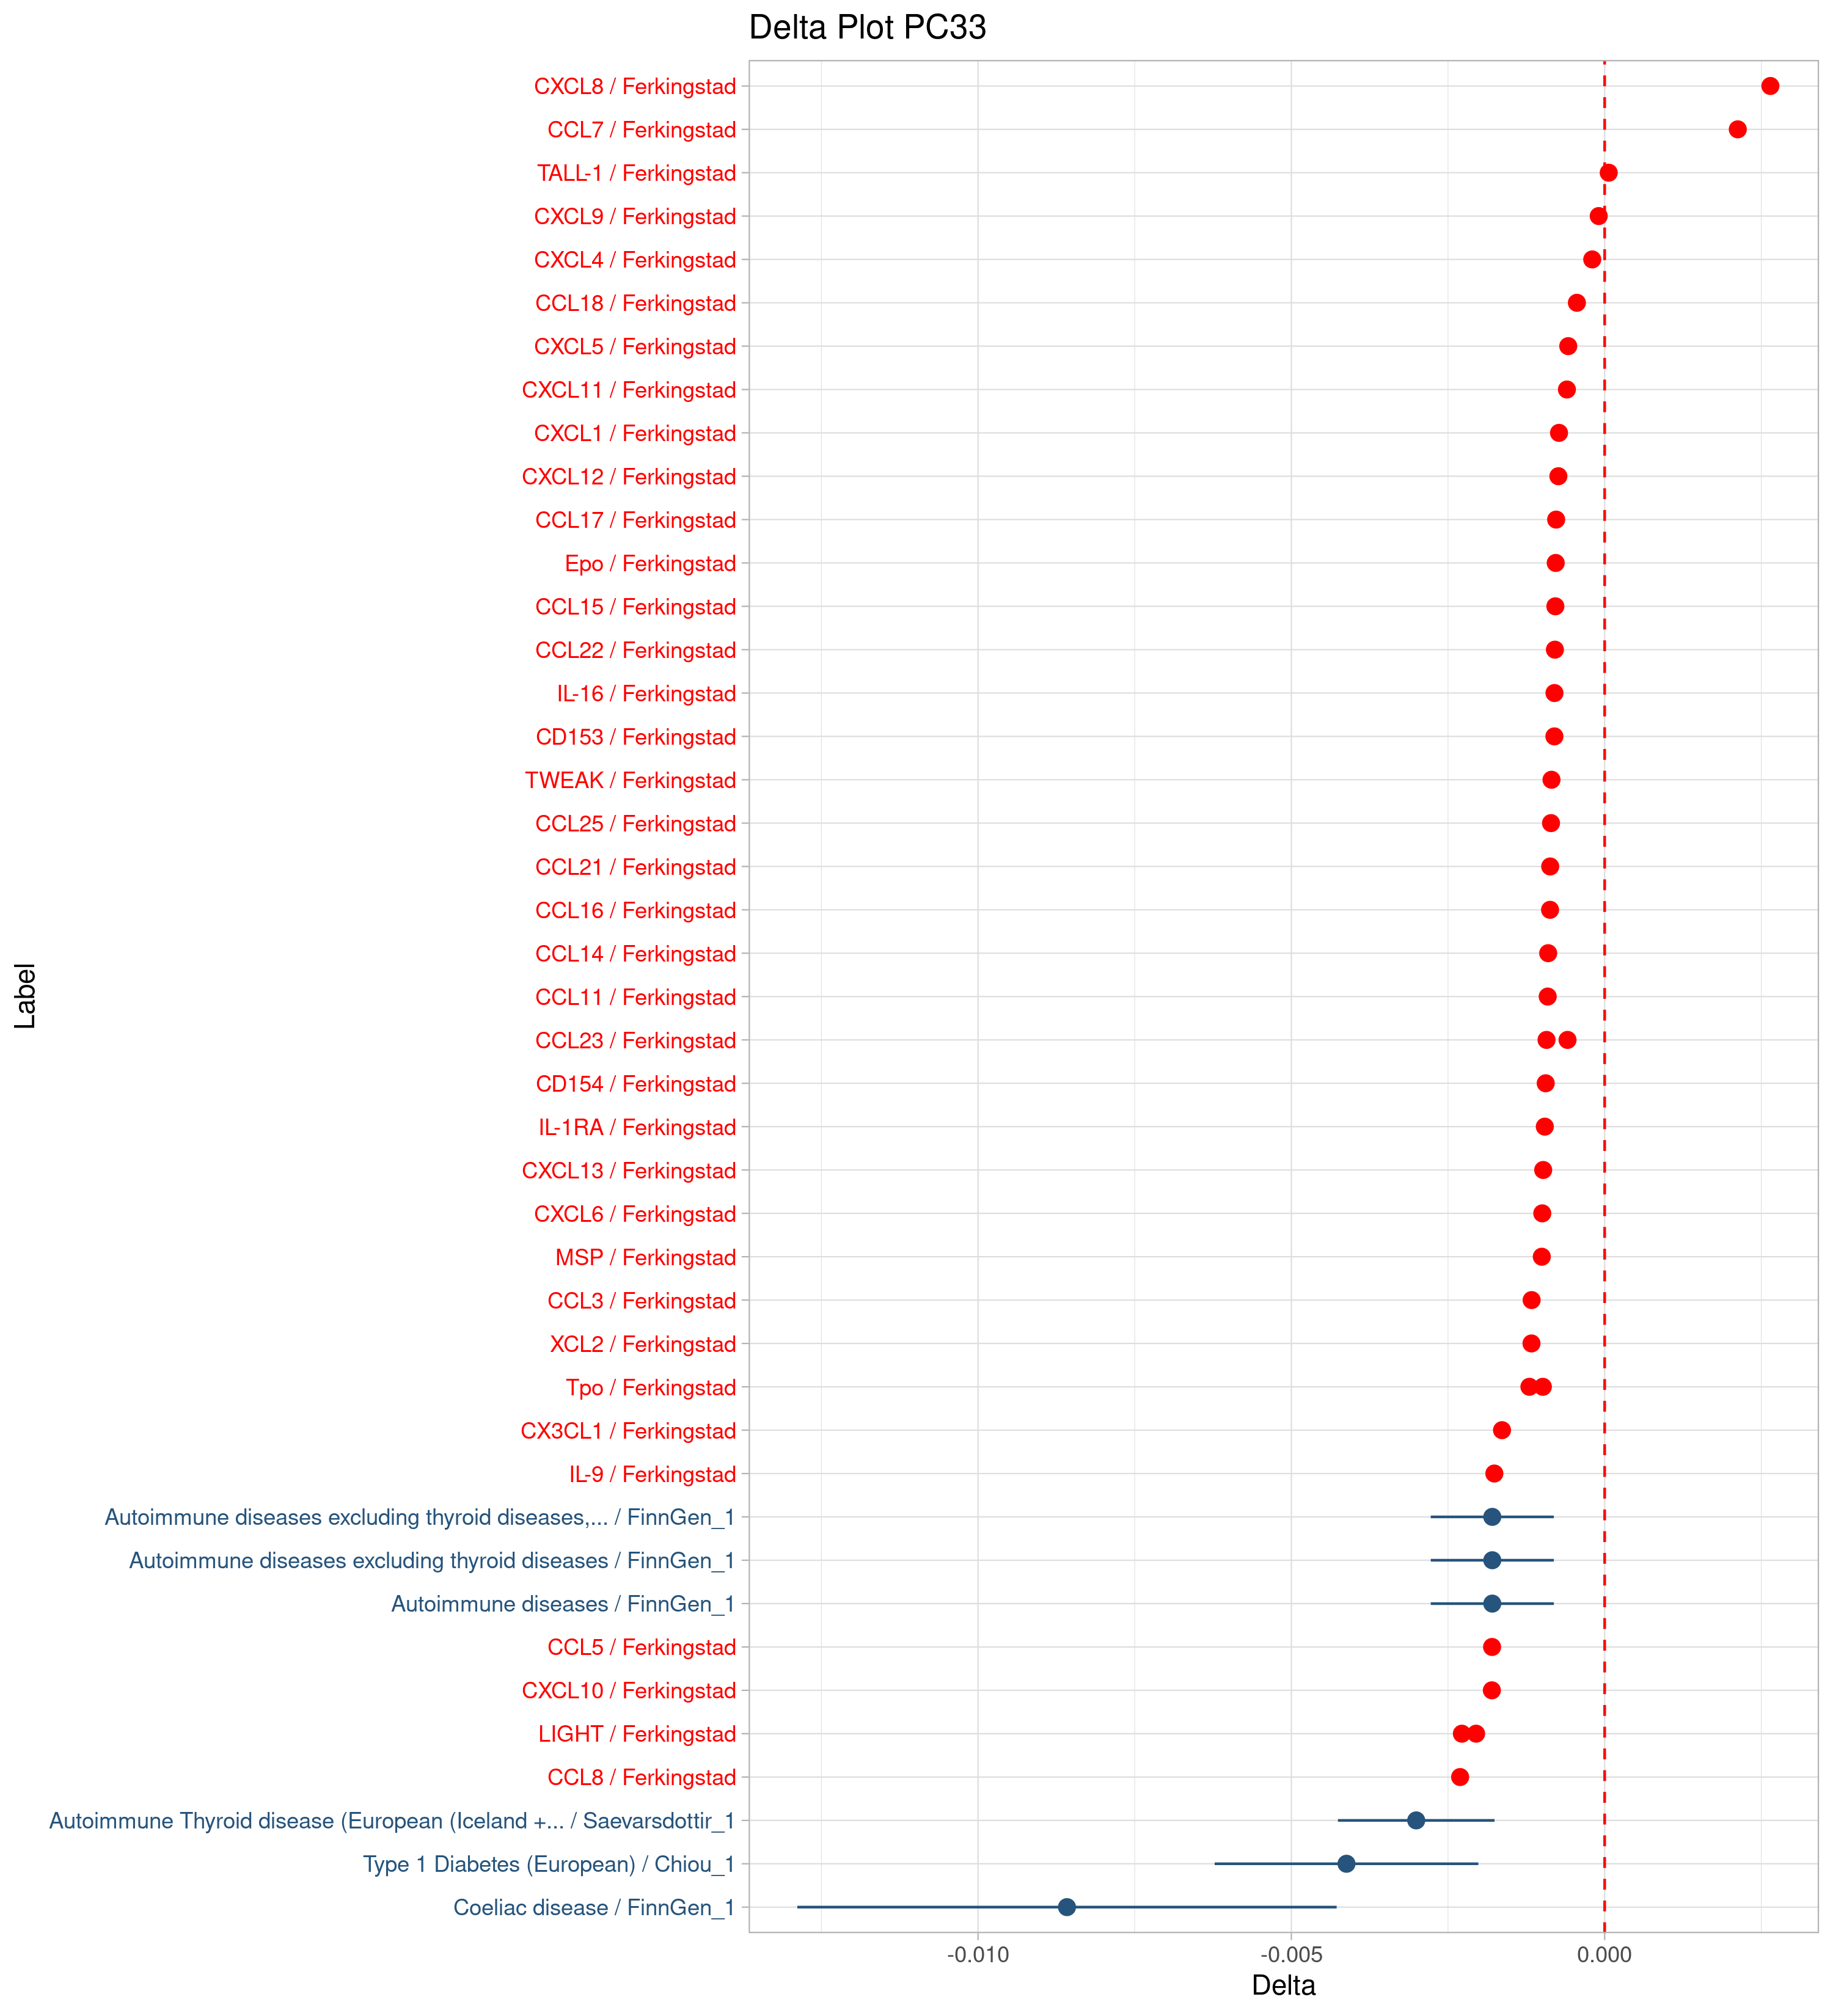 Delta Plot PC33
CXCL8 / Ferkingstad
CCL7 / Ferkingstad
TALL-1 / Ferkingstad
CXCL9 / Ferkingstad
CXCL4 / Ferkingstad
CCL18 / Ferkingstad
CXCL5 / Ferkingstad
CXCL11 / Ferkingstad
CXCL1 / Ferkingstad
CXCL12 / Ferkingstad
CCL17 / Ferkingstad
Epo / Ferkingstad
CCL15 / Ferkingstad
CCL22 / Ferkingstad
IL-16 / Ferkingstad
CD153 / Ferkingstad
TWEAK / Ferkingstad
CCL25 / Ferkingstad
CCL21 / Ferkingstad
CCL16 / Ferkingstad
CCL14 / Ferkingstad
CCL11 / Ferkingstad
CCL23 / Ferkingstad
CD154 / Ferkingstad
IL-1RA / Ferkingstad
CXCL13 / Ferkingstad
CXCL6 / Ferkingstad
MSP / Ferkingstad
CCL3 / Ferkingstad
XCL2 / Ferkingstad
Tpo / Ferkingstad
CX3CL1 / Ferkingstad
IL-9 / Ferkingstad
Autoimmune diseases excluding thyroid diseases,... / FinnGen_1
Autoimmune diseases excluding thyroid diseases / FinnGen_1
Autoimmune diseases / FinnGen_1
CCL5 / Ferkingstad
CXCL10 / Ferkingstad
LIGHT / Ferkingstad
CCL8 / Ferkingstad
Autoimmune Thyroid disease (European (Iceland +... / Saevarsdottir_1
Type 1 Diabetes (European) / Chiou_1
Coeliac disease / FinnGen_1
Label
-0.010 -0.005 0.000
Delta